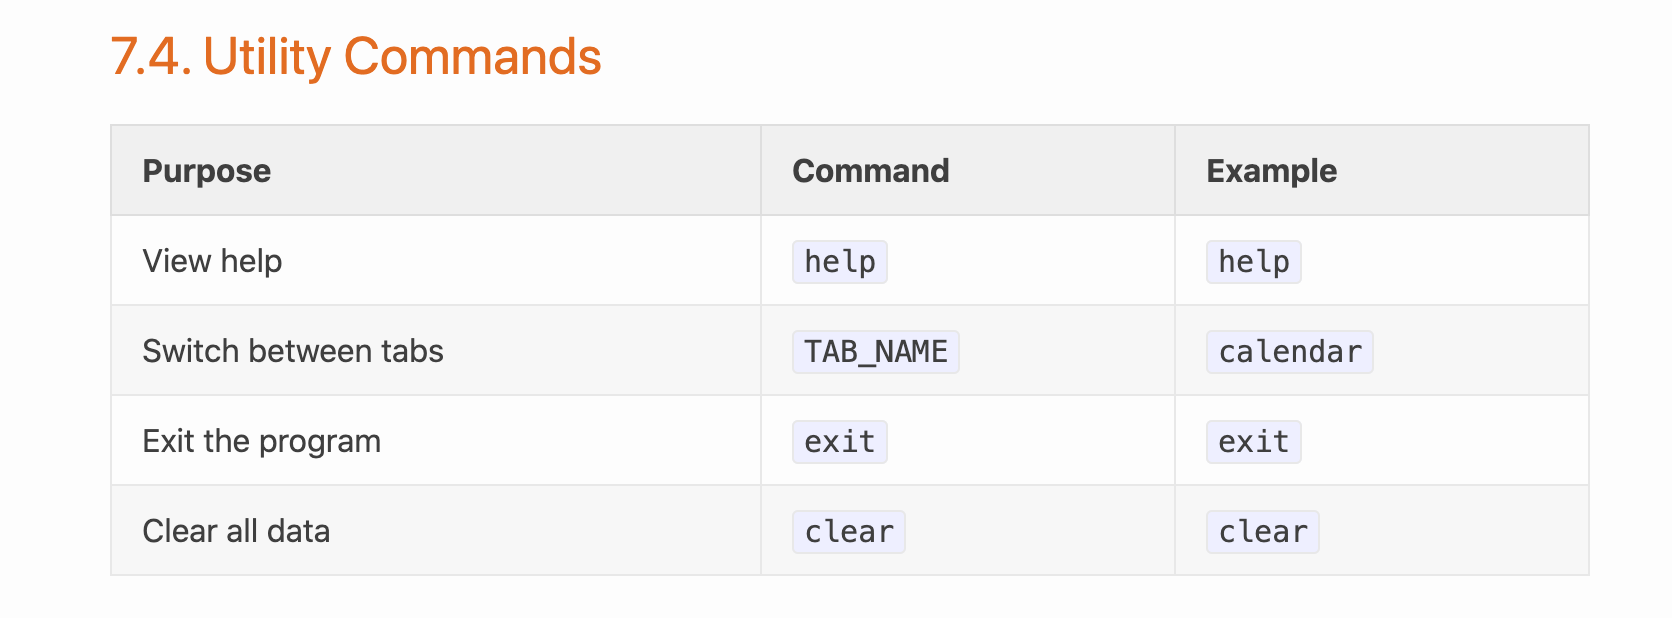 7.4. Utility Commands
Purpose Command Example
View help help help
Switch between tabs TAB_NAME calendar
Exit the program exit exit
Clear all data clear clear